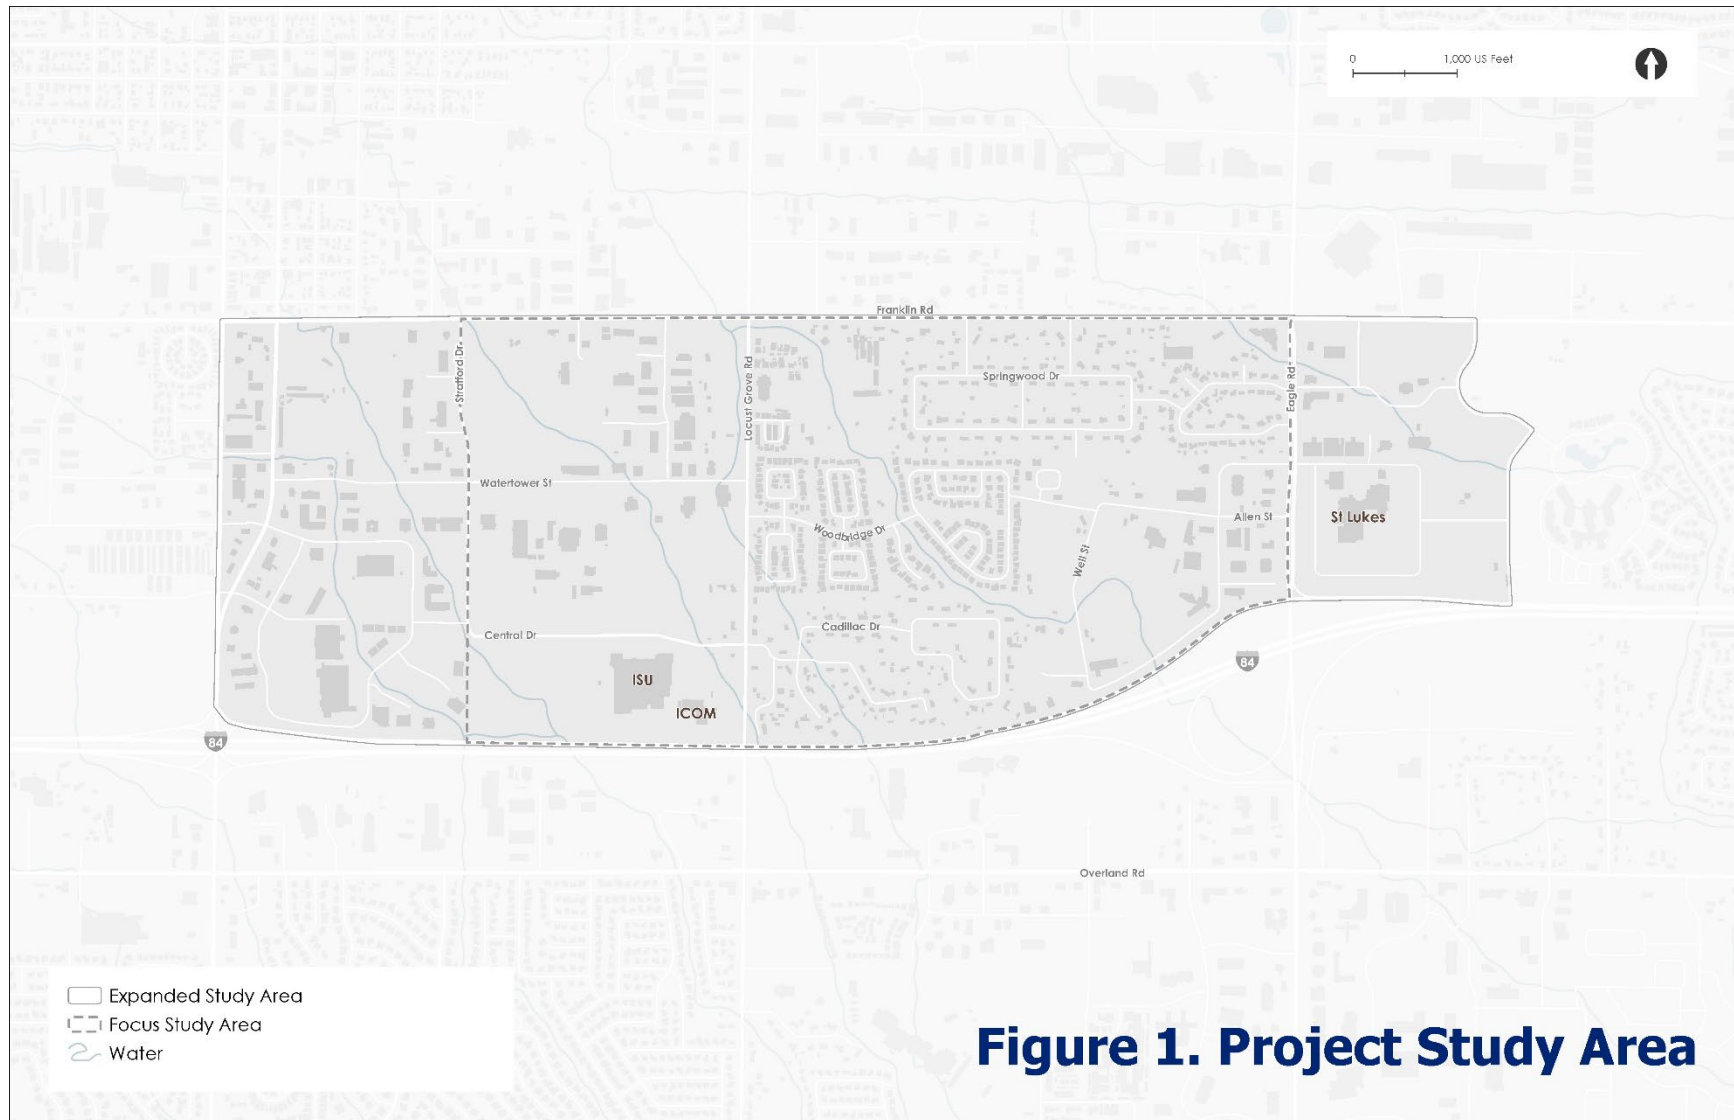 0 1,000 US Feet
Franklin Rd
Stratford Dr
Locust Grove Rd
Springwood Dr
Eagle Rd
Watertower St
Woodbridge Dr
Allen St
St Lukes
Well St
Central Dr
Cadillac Dr
ISU
ICOM
84
84
Overland Rd
Expanded Study Area
Focus Study Area
Water
Figure 1. Project Study Area